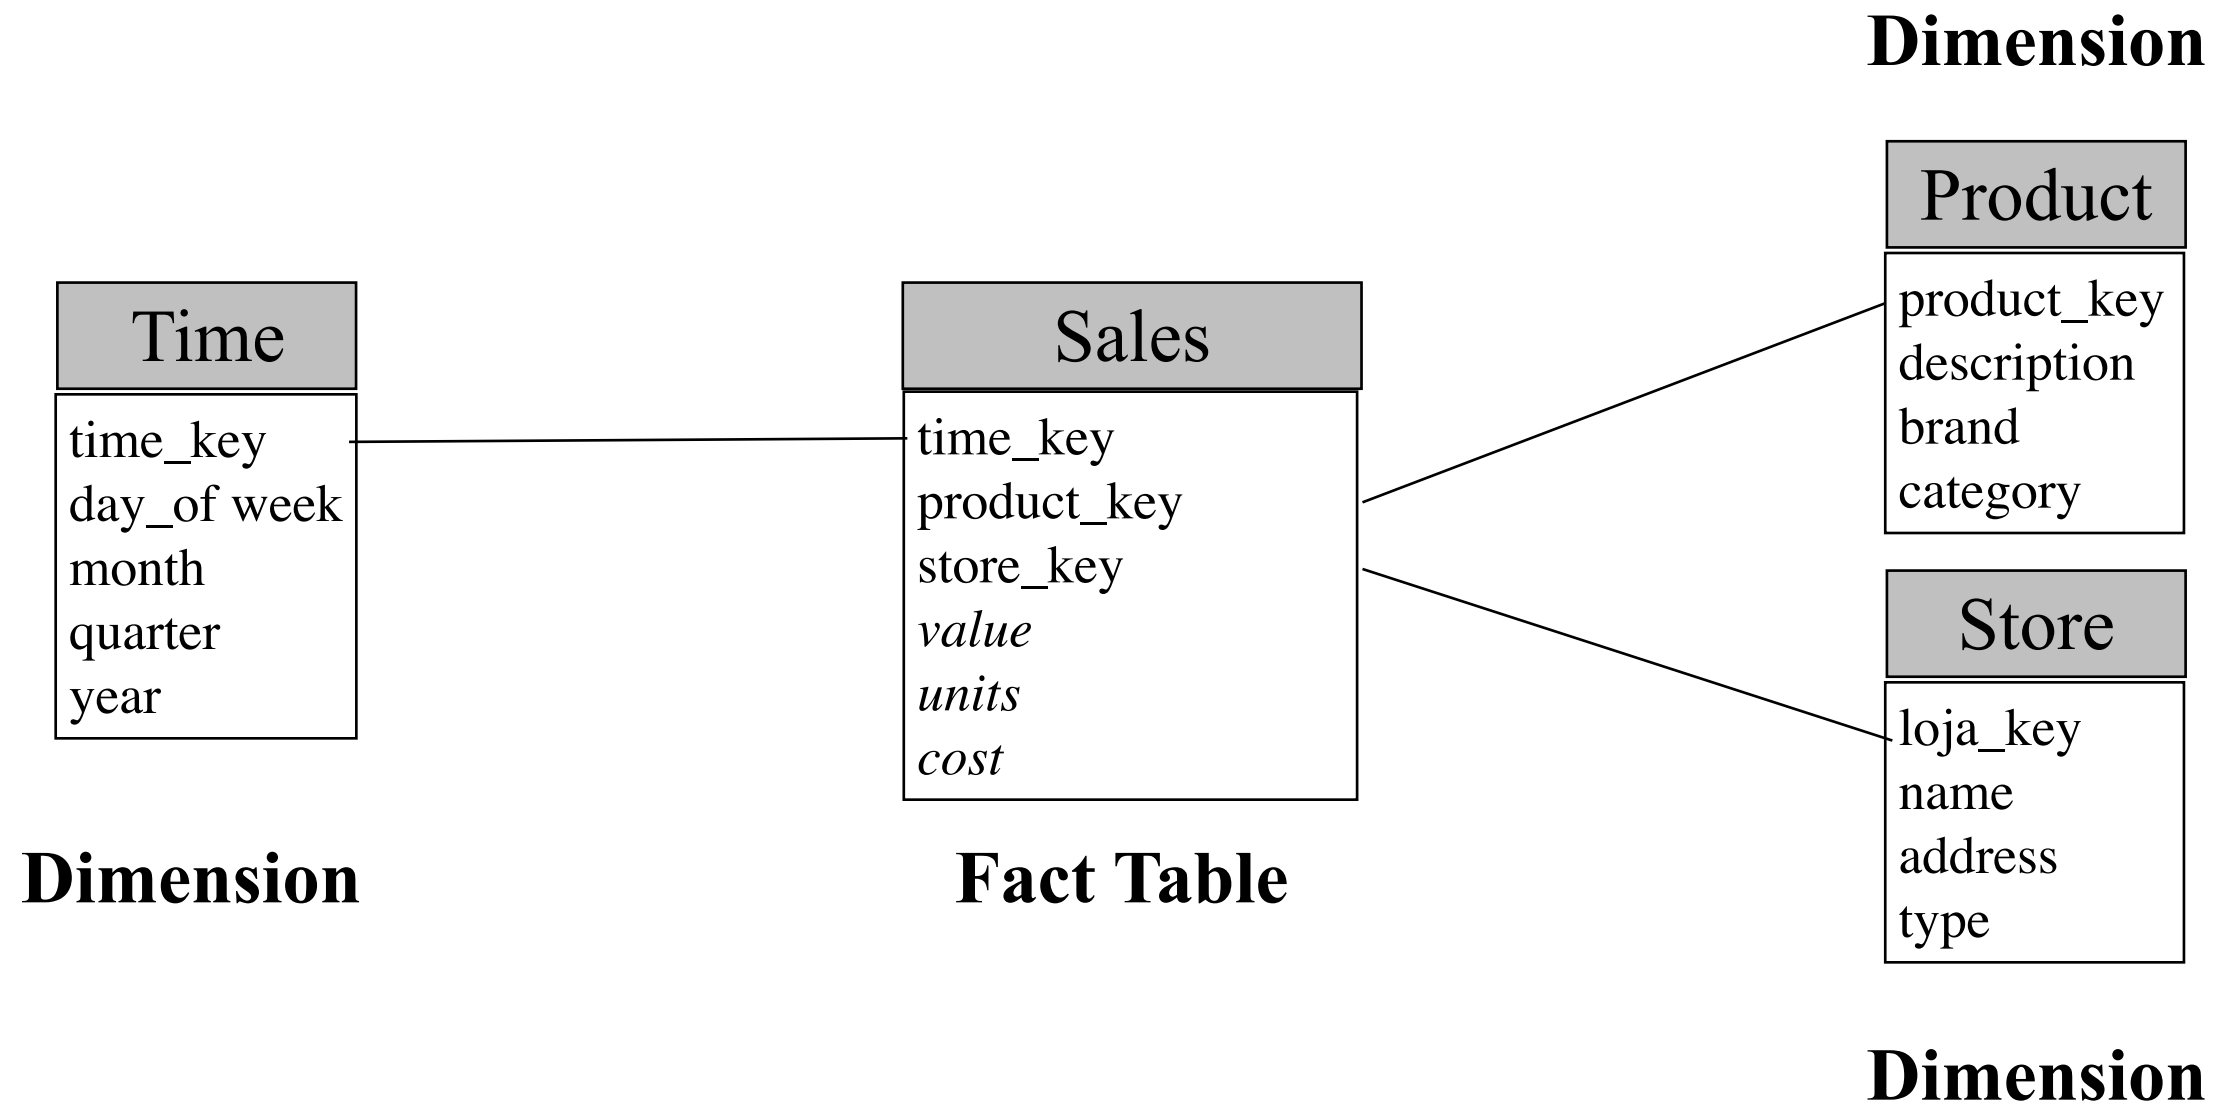 Time
time_key
day_of week
month
quarter
year
Dimension
Sales
time_key
product_key
store_key
value
units
cost
Fact Table
Dimension
Product
product_key
description
brand
category
Store
loja_key
name
address
type
Dimension